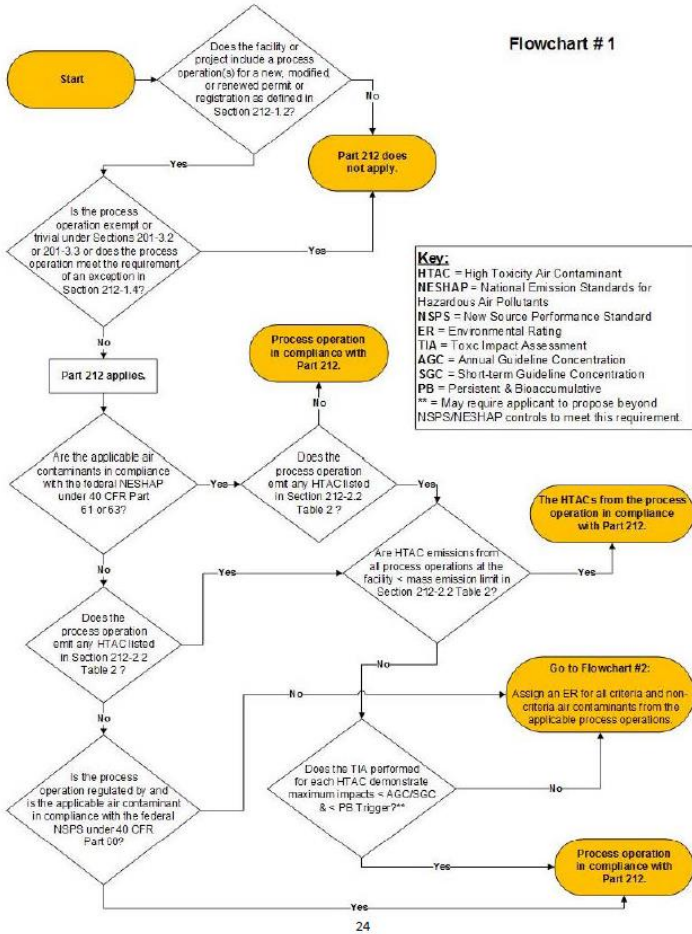 Flowchart # 1
Start
Does the facility or
project include a process
operation(s) for a new, modified
or renewed permit or
registration as defined in
Section 212-1.2?
No
Yes
Part 212 does
not apply.
Is the process
operation exempt or
trivial under Sections 201-3.2
or 201-3.3 or does the process
operation meet the requirement
of an exception in
Section 212-1.4?
Yes
No
Key:
HTAC = High Toxicity Air Contaminant
NESHAP = National Emission Standards for
Hazardous Air Pollutants
NSPS = New Source Performance Standard
ER = Environmental Rating
TIA = Toxc Impact Assessment
AGC = Annual Guideline Concentration
SGC = Short-term Guideline Concentration
PB = Persistent & Bioaccumulative
** = May require applicant to propose beyond
NSPS/NESHAP controls to meet this requirement.
Process operation
in compliance with
Part 212.
Part 212 applies.
No
Are the applicable air
contaminants in compliance
with the federal NESHAP
under 40 CFR Part
61 or 63?
Yes
Does the
process operation
emit any HTAC listed
in Section 212-2.2
Table 2 ?
Yes
The HTACs from the process
operation in compliance
with Part 212.
Are HTAC emissions from
all process operations at the
facility < mass emission limit in
Section 212-2.2 Table 2?
Yes
No
Yes
Does the
process operation
emit any HTAC listed
in Section 212-2.2
Table 2 ?
No
No
No
Go to Flowchart #2:
Assign an ER for all criteria and non-
criteria air contaminants from the
applicable process operations.
Is the process
operation regulated by and
is the applicable air contaminant
in compliance with the federal
NSPS under 40 CFR
Part 60?
Does the TIA performed
for each HTAC demonstrate
maximum impacts < AGC/SGC
& < PB Trigger?**
No
Yes
Process operation
in compliance with
Part 212.
Yes
24